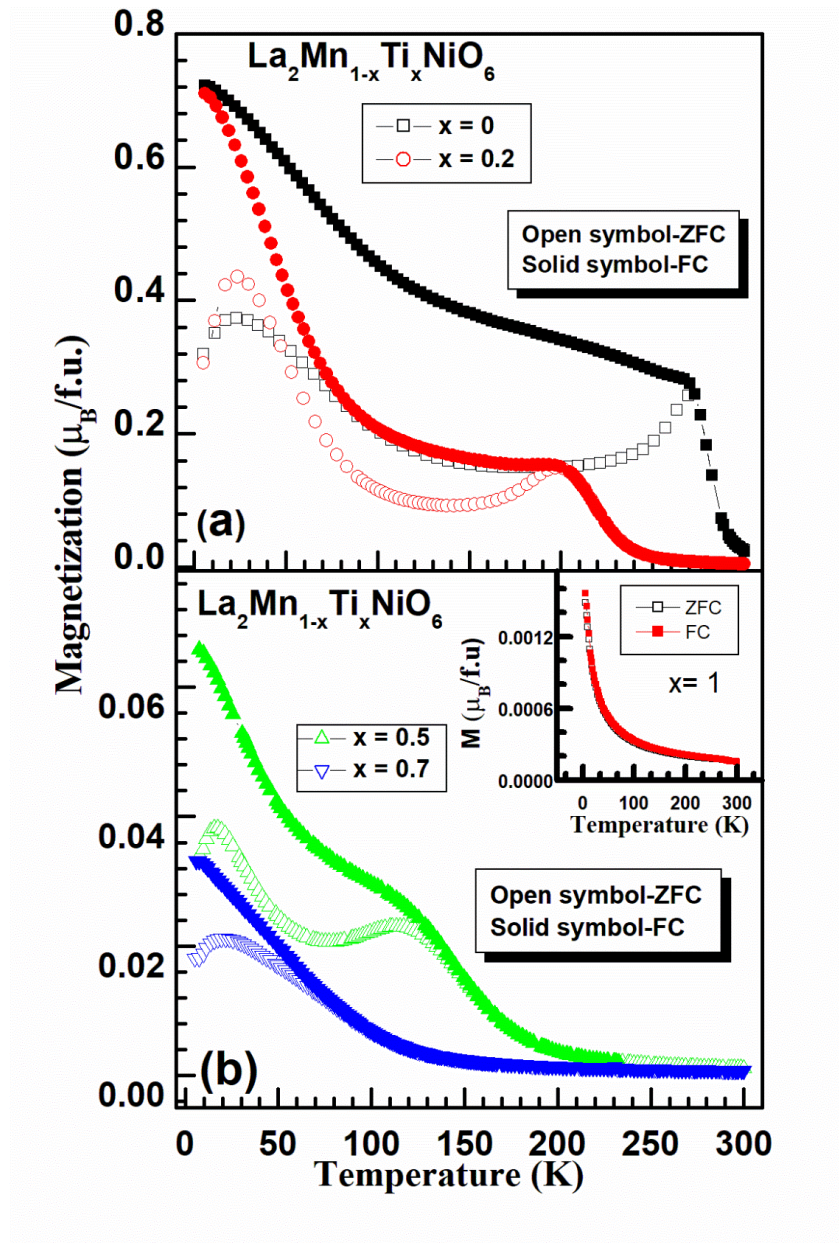 0.8
La₂Mn₁₋ₓTiₓNiO₆
x = 0
x = 0.2
0.6
Open symbol-ZFC
Solid symbol-FC
0.4
0.2
(a)
0.0
Magnetization (μ_B/f.u.)
La₂Mn₁₋ₓTiₓNiO₆
ZFC
FC
0.0012
x= 1
M (μ_B/f.u)
0.0006
0.0000
0 100 200 300
Temperature (K)
x = 0.5
x = 0.7
0.06
0.04
Open symbol-ZFC
Solid symbol-FC
0.02
(b)
0.00
0 50 100 150 200 250 300
Temperature (K)